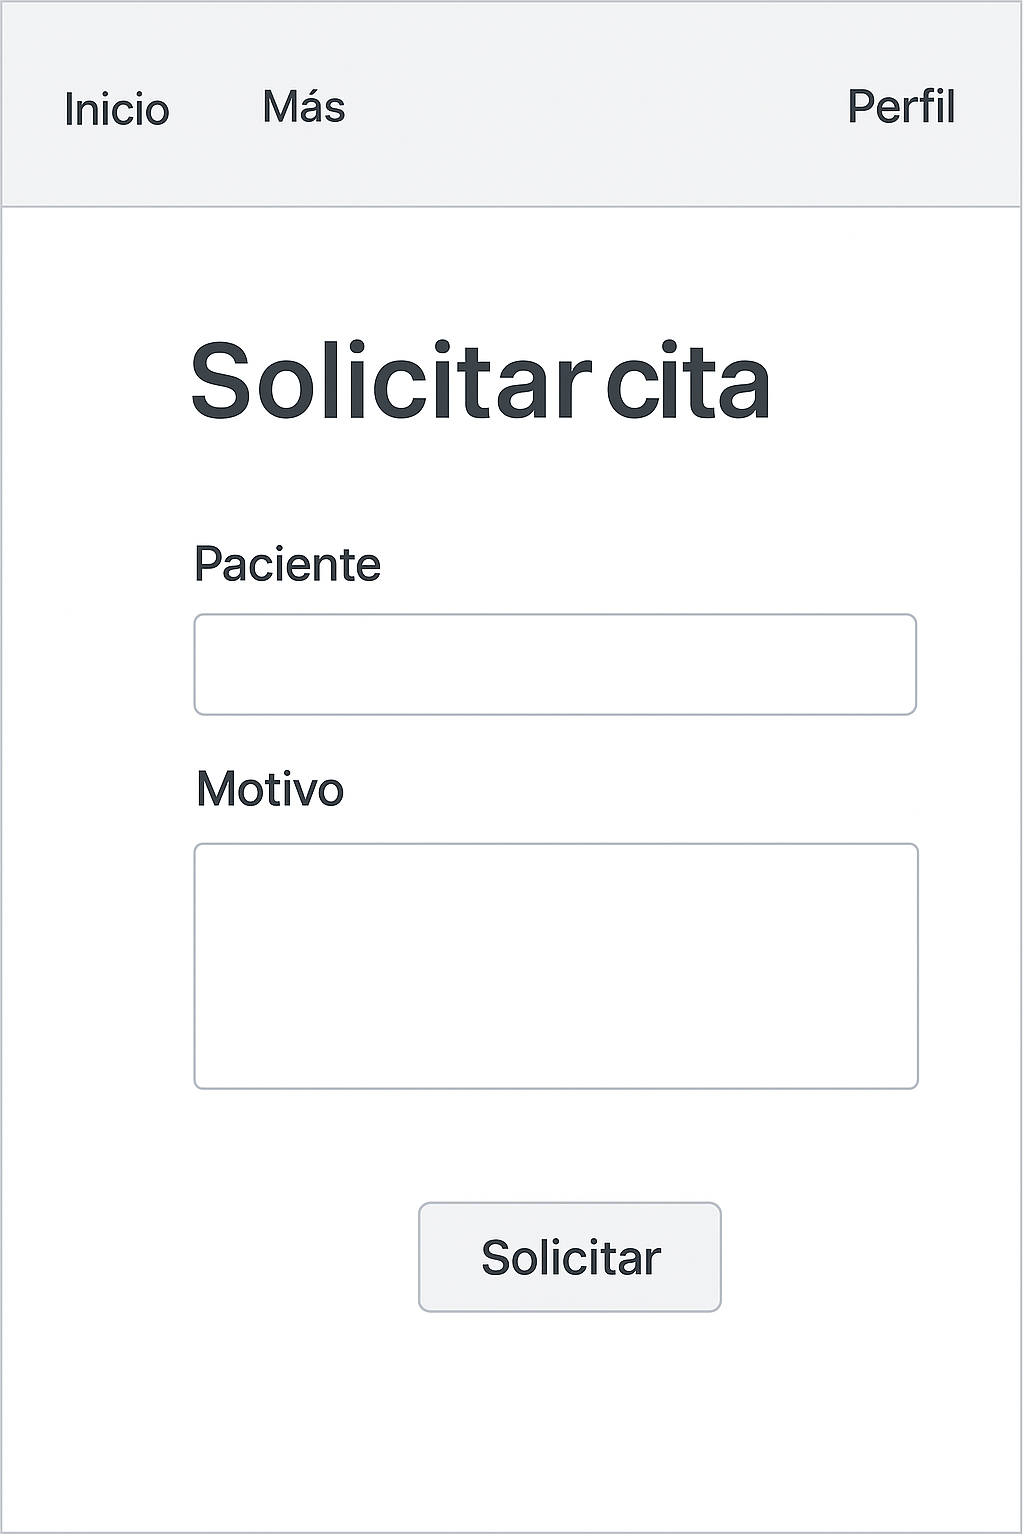 Inicio Más Perfil
Solicitar cita
Paciente
Motivo
Solicitar